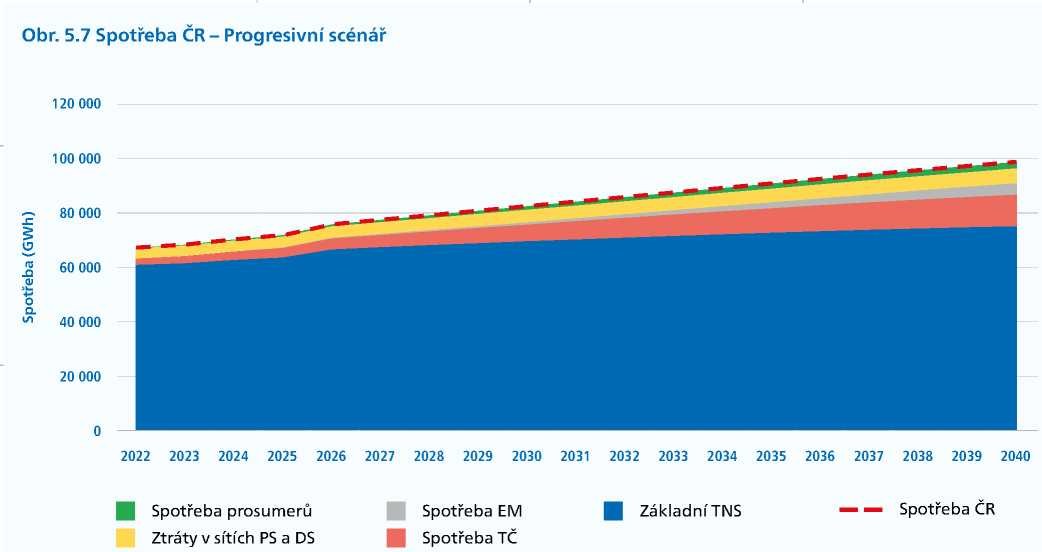 Obr. 5.7 Spotřeba ČR – Progresivní scénář
Spotřeba (GWh)
120 000
100 000
80 000
60 000
40 000
20 000
0
2022 2023 2024 2025 2026 2027 2028 2029 2030 2031 2032 2033 2034 2035 2036 2037 2038 2039 2040
Spotřeba prosumerů Spotřeba EM Základní TNS Spotřeba ČR
Ztráty v sítích PS a DS Spotřeba TČ